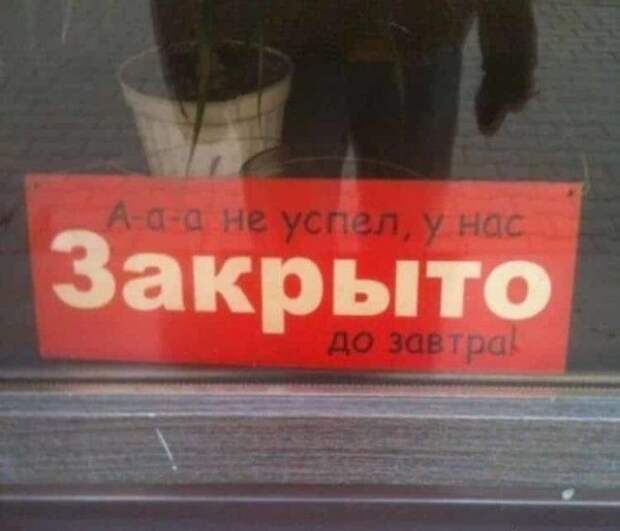 А-а-а не успел, у нас
Закрыто
до завтра!